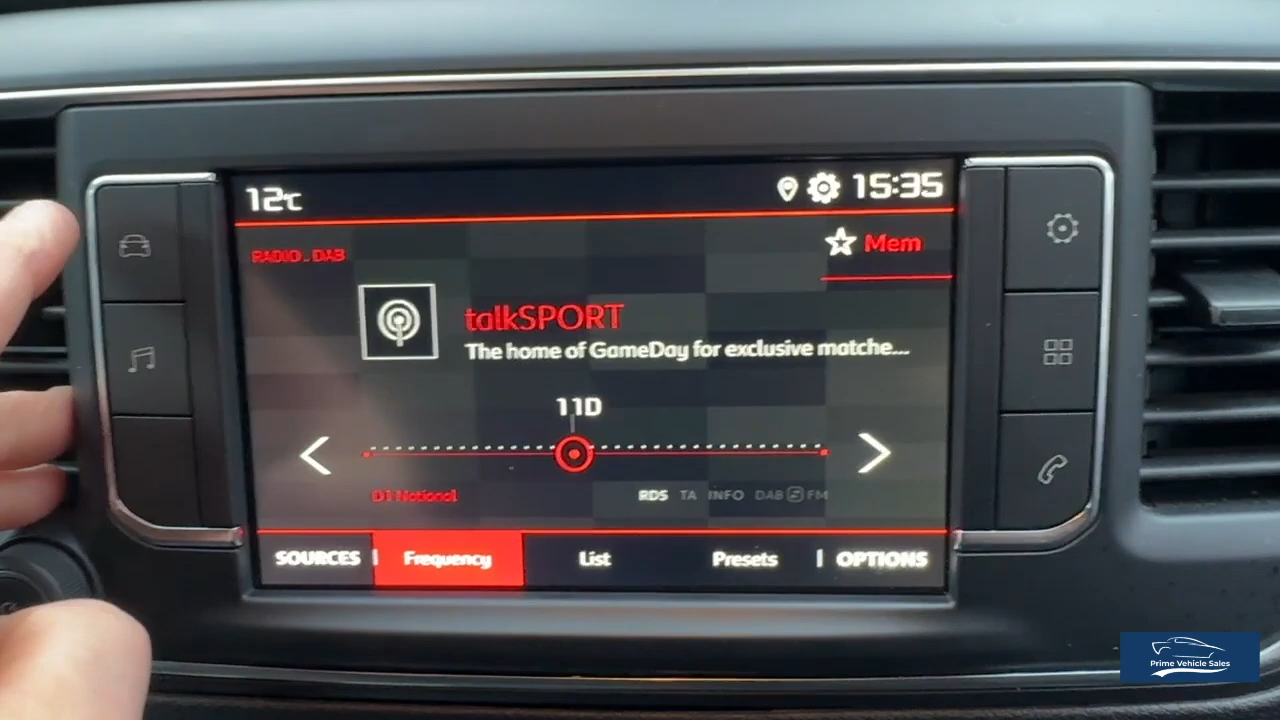 12℃
15:35
RADIO . DAB
Mem
talkSPORT
The home of GameDay for exclusive matche...
11D
D1 National
RDS TA INFO DAB S FM
SOURCES Frequency List Presets OPTIONS
Prime Vehicle Sales